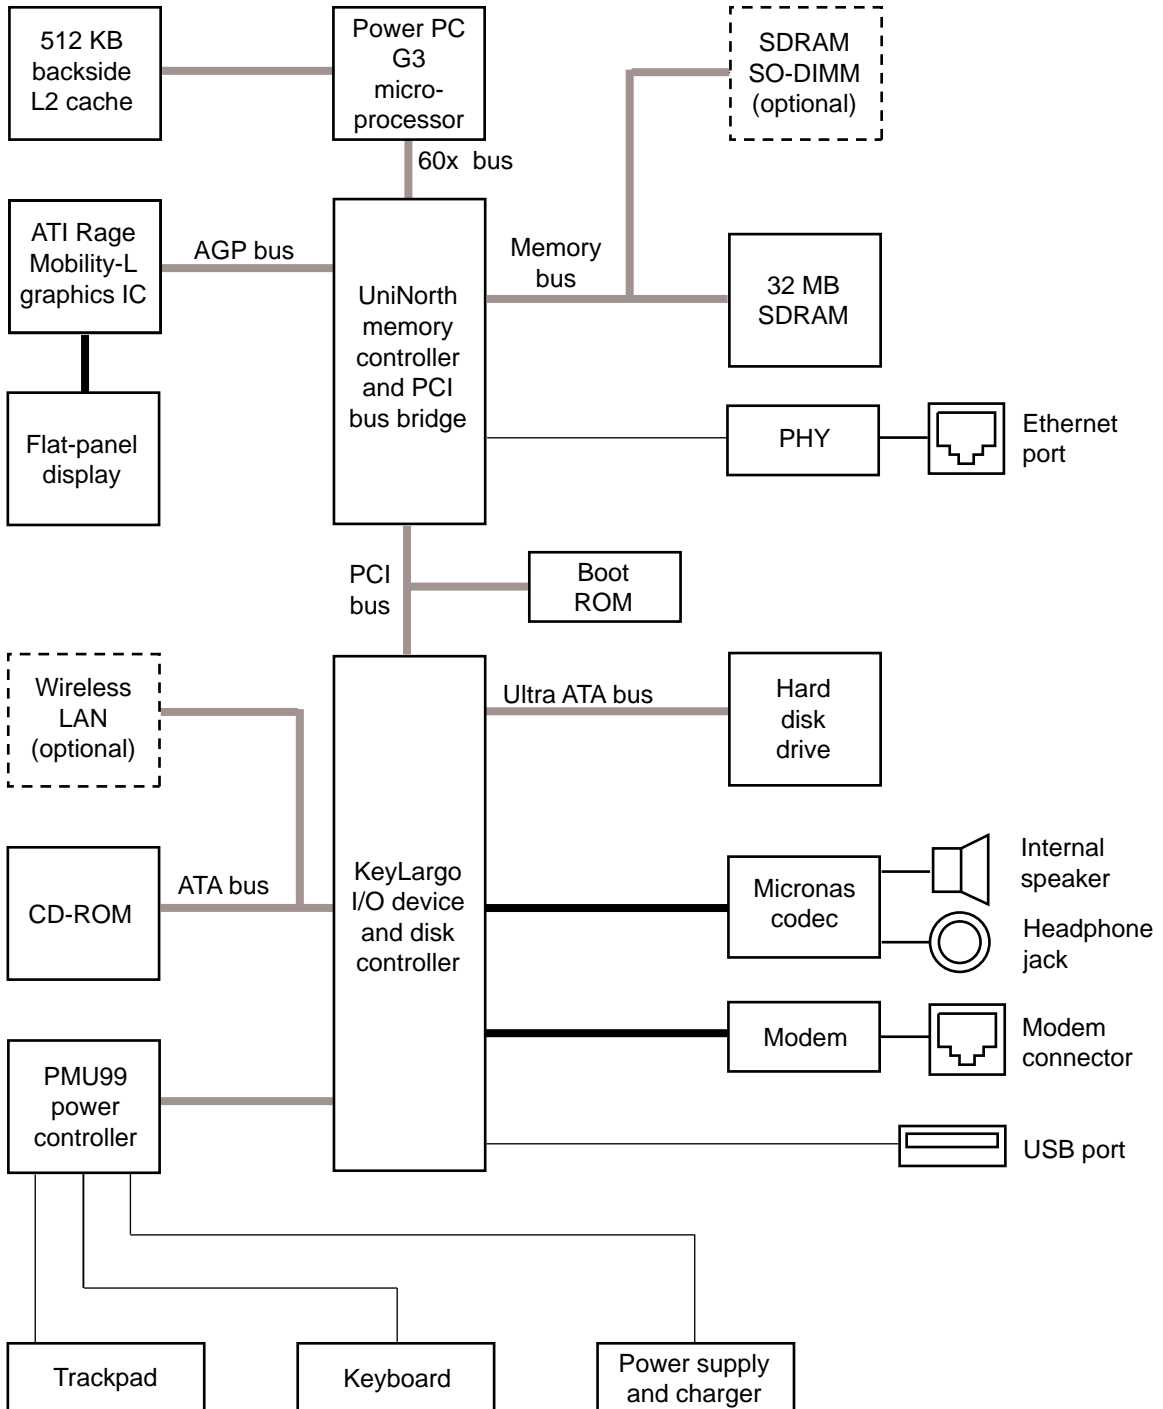 512 KB
backside
L2 cache
Power PC
G3
micro-
processor
SDRAM
SO-DIMM
(optional)
60x bus
ATI Rage
Mobility-L
graphics IC
AGP bus
UniNorth
memory
controller
and PCI
bus bridge
Memory
bus
32 MB
SDRAM
Flat-panel
display
PHY
Ethernet
port
PCI
bus
Boot
ROM
Wireless
LAN
(optional)
Ultra ATA bus
Hard
disk
drive
CD-ROM
ATA bus
KeyLargo
I/O device
and disk
controller
Micronas
codec
Internal
speaker
Headphone
jack
Modem
Modem
connector
PMU99
power
controller
USB port
Trackpad
Keyboard
Power supply
and charger